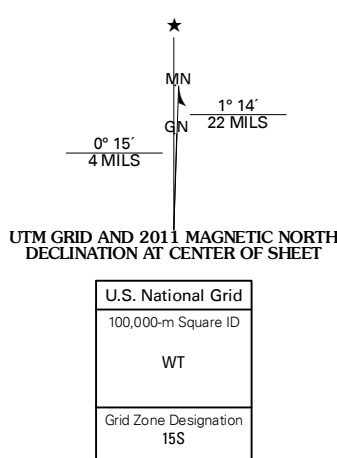 ★
MN
1° 14´
22 MILS
GN
0° 15´
4 MILS
UTM GRID AND 2011 MAGNETIC NORTH
DECLINATION AT CENTER OF SHEET
U.S. National Grid
100,000-m Square ID
WT
Grid Zone Designation
15S